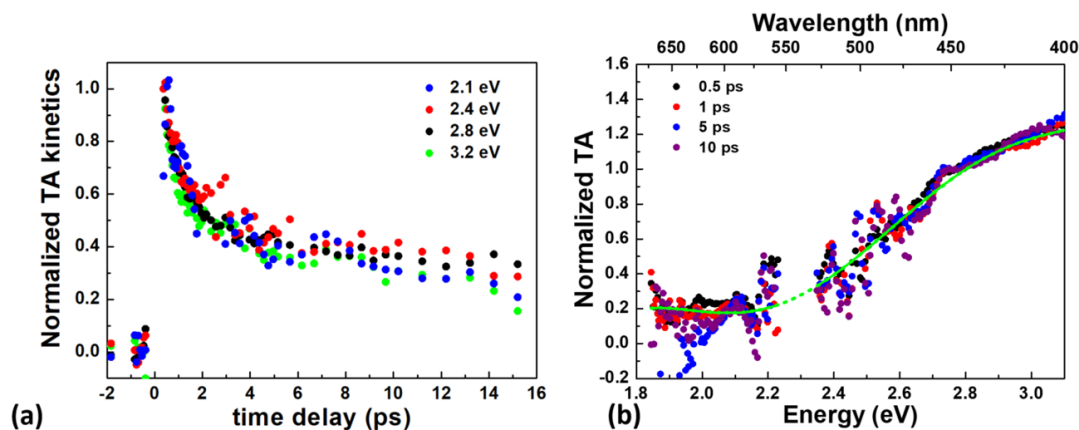 Normalized TA kinetics
1.0
0.8
0.6
0.4
0.2
0.0
2.1 eV
2.4 eV
2.8 eV
3.2 eV
-2 0 2 4 6 8 10 12 14 16
time delay (ps)
(a)
Wavelength (nm)
650 600 550 500 450 400
Normalized TA
1.6
1.4
1.2
1.0
0.8
0.6
0.4
0.2
0.0
-0.2
0.5 ps
1 ps
5 ps
10 ps
1.8 2.0 2.2 2.4 2.6 2.8 3.0
Energy (eV)
(b)